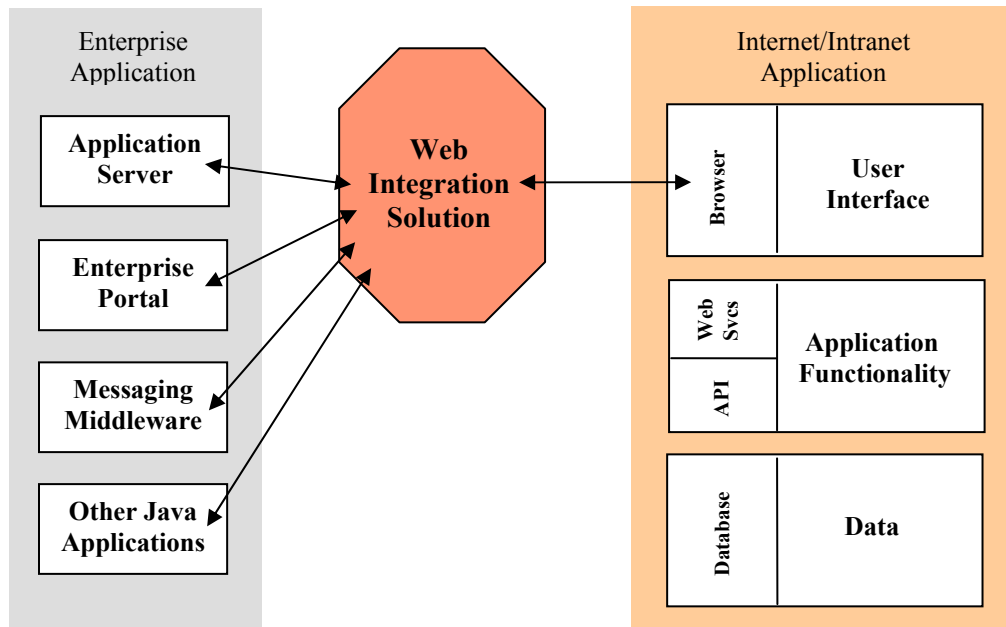 Enterprise
Application
Application
Server
Enterprise
Portal
Messaging
Middleware
Other Java
Applications
Web
Integration
Solution
Internet/Intranet
Application
Browser
User
Interface
Web
Svcs
API
Application
Functionality
Database
Data